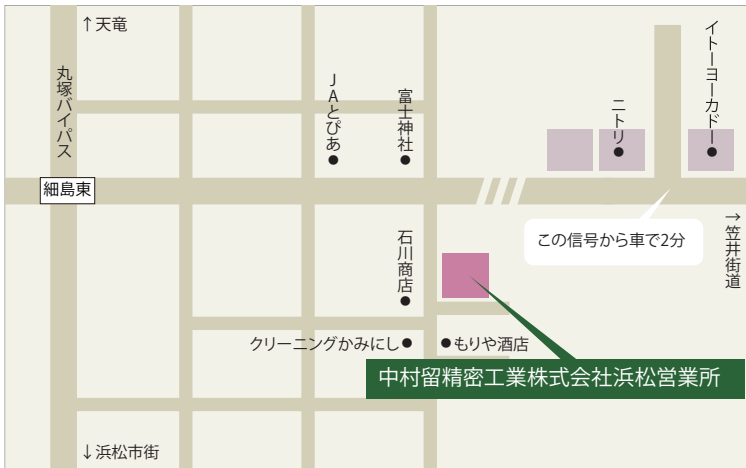 ↑天竜
丸塚バイパス
JAとぴあ
富士神社
ニトリ
イトーヨーカドー
細島東
この信号から車で2分
→笠井街道
石川商店
クリーニングかみにし
もりや酒店
中村留精密工業株式会社浜松営業所
↓浜松市街